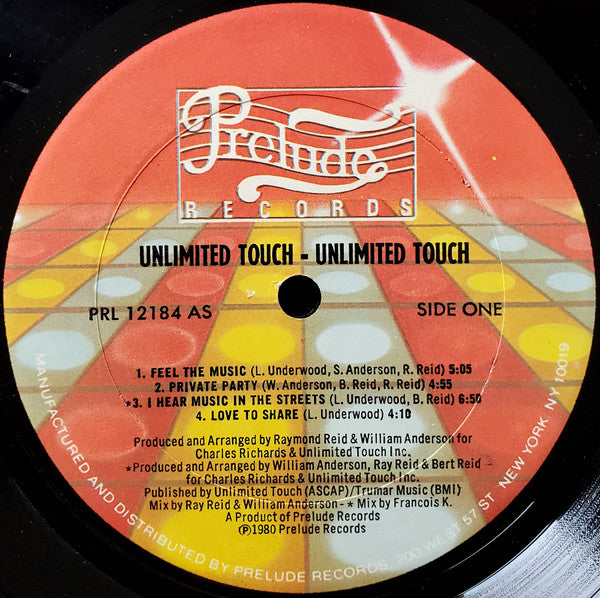 Prelude
RECORDS
UNLIMITED TOUCH - UNLIMITED TOUCH
PRL 12184 AS
SIDE ONE
1. FEEL THE MUSIC (L. Underwood, S. Anderson, R. Reid) 5:05
2. PRIVATE PARTY (W. Anderson, B. Reid, R. Reid) 4:55
*3. I HEAR MUSIC IN THE STREETS (L. Underwood, B. Reid) 6:50
4. LOVE TO SHARE (L. Underwood) 4:10
Produced and Arranged by Raymond Reid & William Anderson for
Charles Richards & Unlimited Touch Inc.
*Produced and Arranged by William Anderson, Ray Reid & Bert Reid
for Charles Richards & Unlimited Touch Inc.
Published by Unlimited Touch (ASCAP)/Trumar Music (BMI)
Mix by Ray Reid & William Anderson - * Mix by Francois K.
A Product of Prelude Records
Ⓟ1980 Prelude Records
MANUFACTURED AND DISTRIBUTED BY PRELUDE RECORDS, 200 WEST 57 ST NEW YORK, NY 10019